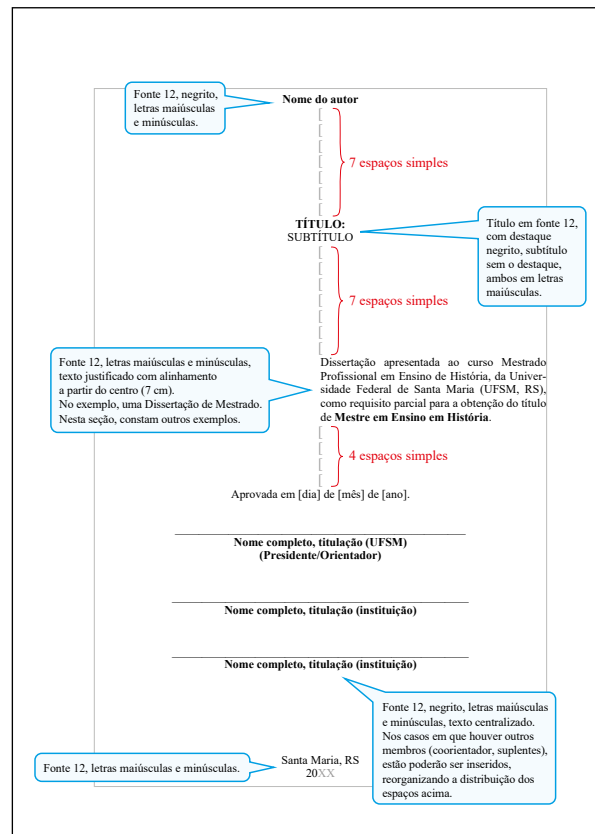 Fonte 12, negrito,
letras maiúsculas
e minúsculas.
Nome do autor
[
[
[
[
[
[
[
7 espaços simples
TÍTULO:
SUBTÍTULO
Título em fonte 12,
com destaque
negrito, subtítulo
sem o destaque,
ambos em letras
maiúsculas.
[
[
[
[
[
[
[
7 espaços simples
Fonte 12, letras maiúsculas e minúsculas,
texto justificado com alinhamento
a partir do centro (7 cm).
No exemplo, uma Dissertação de Mestrado.
Nesta seção, constam outros exemplos.
Dissertação apresentada ao curso Mestrado
Profissional em Ensino de História, da Univer-
sidade Federal de Santa Maria (UFSM, RS),
como requisito parcial para a obtenção do título
de Mestre em Ensino em História.
[
[
[
[
4 espaços simples
Aprovada em [dia] de [mês] de [ano].
Nome completo, titulação (UFSM)
(Presidente/Orientador)
Nome completo, titulação (instituição)
Nome completo, titulação (instituição)
Fonte 12, negrito, letras maiúsculas
e minúsculas, texto centralizado.
Nos casos em que houver outros
membros (coorientador, suplentes),
estão poderão ser inseridos,
reorganizando a distribuição dos
espaços acima.
Fonte 12, letras maiúsculas e minúsculas.
Santa Maria, RS
20XX